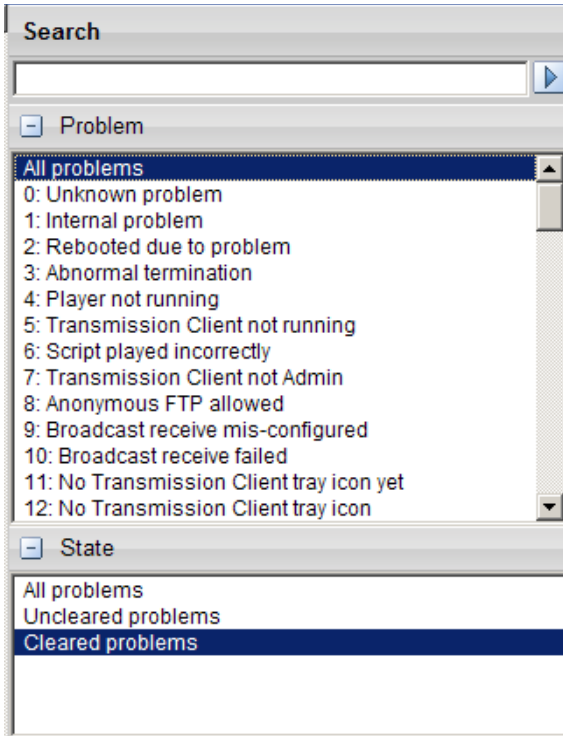 Search
Problem
All problems
0: Unknown problem
1: Internal problem
2: Rebooted due to problem
3: Abnormal termination
4: Player not running
5: Transmission Client not running
6: Script played incorrectly
7: Transmission Client not Admin
8: Anonymous FTP allowed
9: Broadcast receive mis-configured
10: Broadcast receive failed
11: No Transmission Client tray icon yet
12: No Transmission Client tray icon
State
All problems
Uncleared problems
Cleared problems